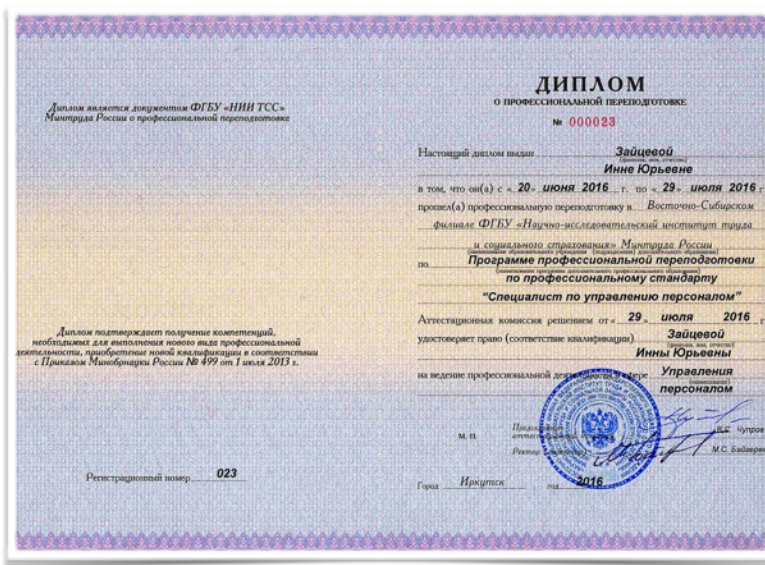 Диплом является документом ФГБУ «НИИ ТСС»
Минтруда России о профессиональной переподготовке
Диплом подтверждает получение компетенций,
необходимых для выполнения нового вида профессиональной
деятельности, приобретение новой квалификации в соответствии
с Приказом Минобрнауки России № 499 от 1 июля 2013 г.
Регистрационный номер 023
ДИПЛОМ
О ПРОФЕССИОНАЛЬНОЙ ПЕРЕПОДГОТОВКЕ
№ 000023
Настоящий диплом выдан Зайцевой
(фамилия, имя, отчество)
Инне Юрьевне
в том, что он(а) с « 20 » июня 2016 г. по « 29 » июля 2016 г
прошел(а) профессиональную переподготовку в Восточно-Сибирском
филиале ФГБУ «Научно-исследовательский институт труда
и социального страхования» Минтруда России
по Программе профессиональной переподготовки
по профессиональному стандарту
"Специалист по управлению персоналом"
Аттестационная комиссия решением от « 29 » июля 2016 г
удостоверяет право (соответствие квалификации) Зайцевой
(фамилия, имя, отчество)
Инны Юрьевны
на ведение профессиональной деятельности в сфере Управления
персоналом
М. П.
В.С. Чупров
Ректор
М.С.
Город Иркутск год 2016